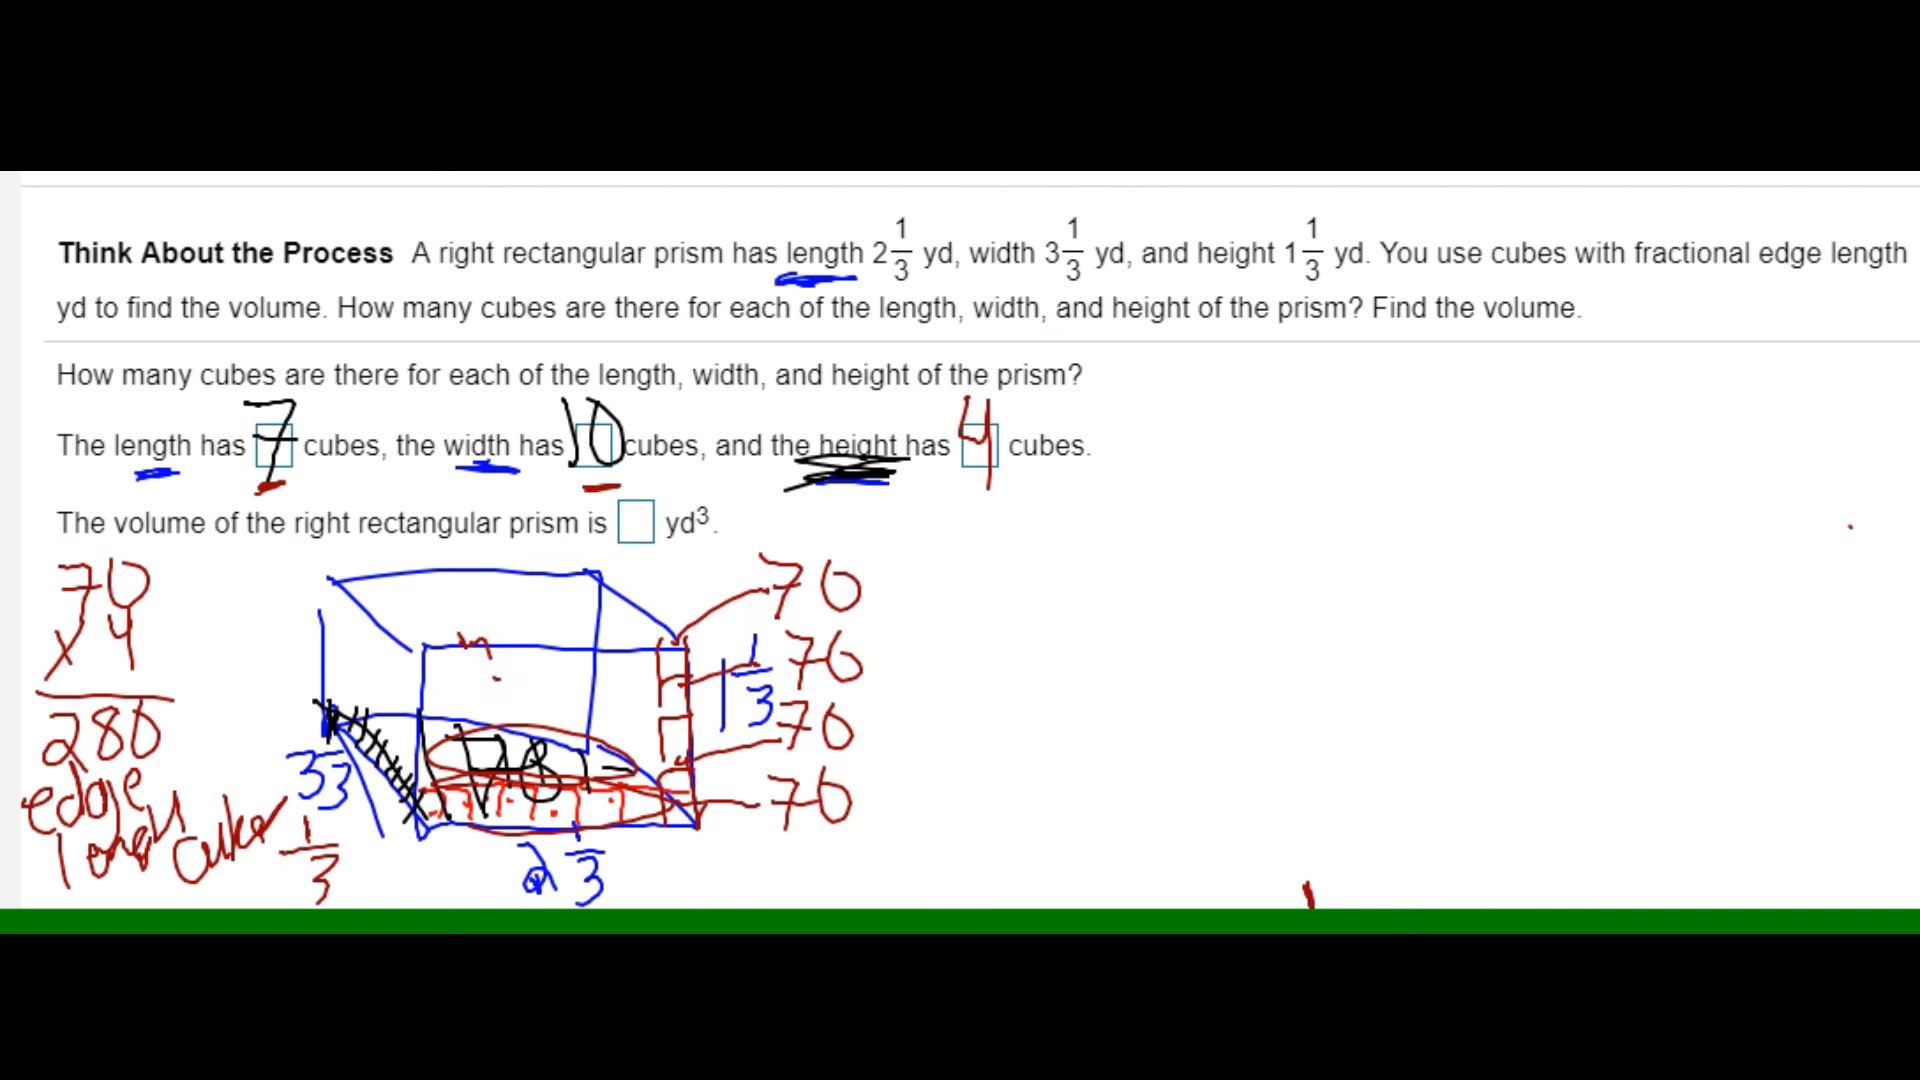 Think About the Process A right rectangular prism has length 2 1/3 yd, width 3 1/3 yd, and height 1 1/3 yd. You use cubes with fractional edge length
yd to find the volume. How many cubes are there for each of the length, width, and height of the prism? Find the volume.
How many cubes are there for each of the length, width, and height of the prism?
The length has 7 cubes, the width has 10 cubes, and the height has 4 cubes.
The volume of the right rectangular prism is yd³.
70
x 4
280
edge
length cubes 1/3
70
70
70
70
1 1/3
2 1/3